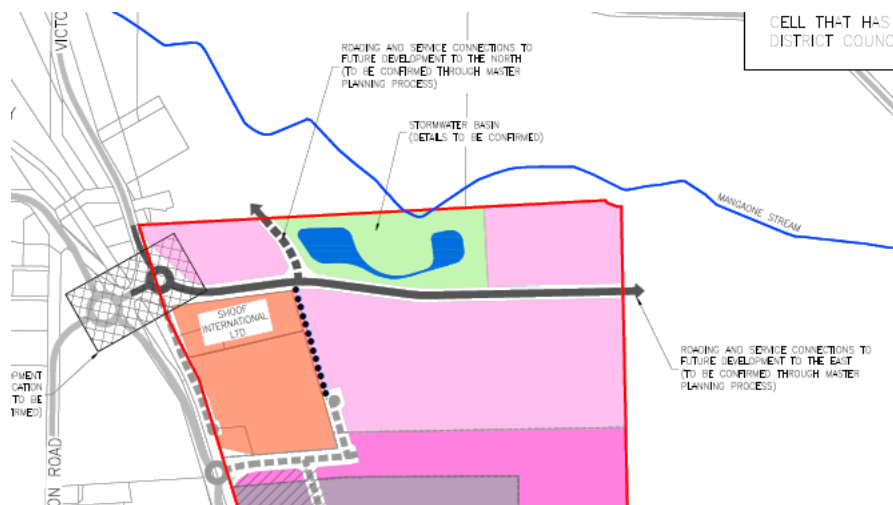 VICTO
CELL THAT HAS
DISTRICT COUNC
ROADING AND SERVICE CONNECTIONS TO
FUTURE DEVELOPMENT TO THE NORTH
(TO BE CONFIRMED THROUGH MASTER
PLANNING PROCESS)
STORMWATER BASIN
(DETAILS TO BE CONFIRMED)
MANGAONE STREAM
SHOOF
INTERNATIONAL
LTD
ROADING AND SERVICE CONNECTIONS TO
FUTURE DEVELOPMENT TO THE EAST
(TO BE CONFIRMED THROUGH MASTER
PLANNING PROCESS)
PMENT
CATION
TO BE
RMED)
ON ROAD